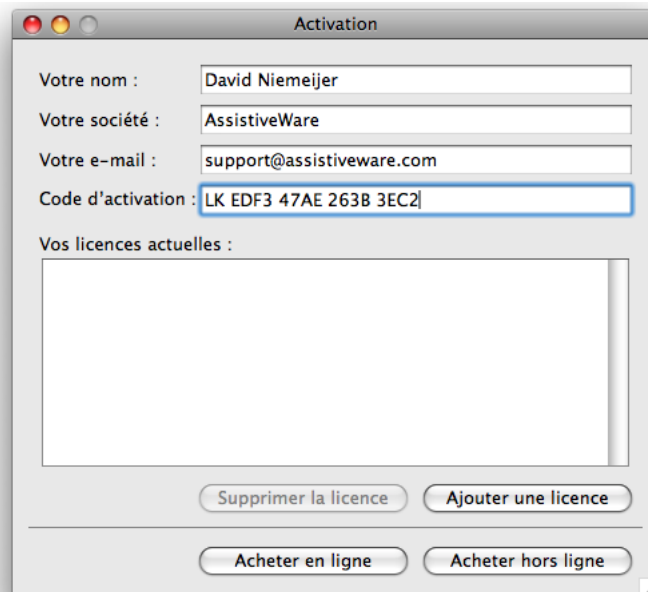 Activation
Votre nom : David Niemeijer
Votre société : AssistiveWare
Votre e-mail : support@assistiveware.com
Code d'activation : LK EDF3 47AE 263B 3EC2
Vos licences actuelles :
Supprimer la licence Ajouter une licence
Acheter en ligne Acheter hors ligne